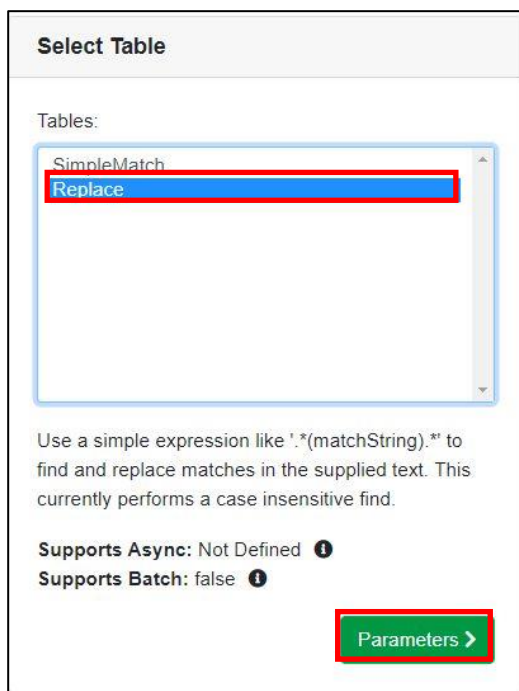 Select Table
Tables:
SimpleMatch
Replace
Use a simple expression like '.*(matchString).*' to
find and replace matches in the supplied text. This
currently performs a case insensitive find.
Supports Async: Not Defined
Supports Batch: false
Parameters